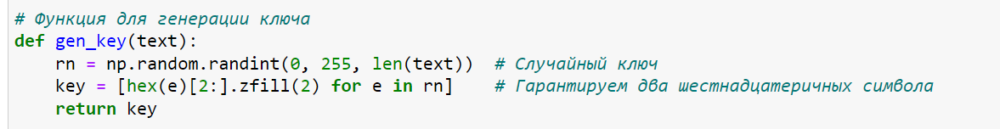 # Функция для генерации ключа
def gen_key(text):
    rn = np.random.randint(0, 255, len(text))  # Случайный ключ
    key = [hex(e)[2:].zfill(2) for e in rn]    # Гарантируем два шестнадцатеричных символа
    return key